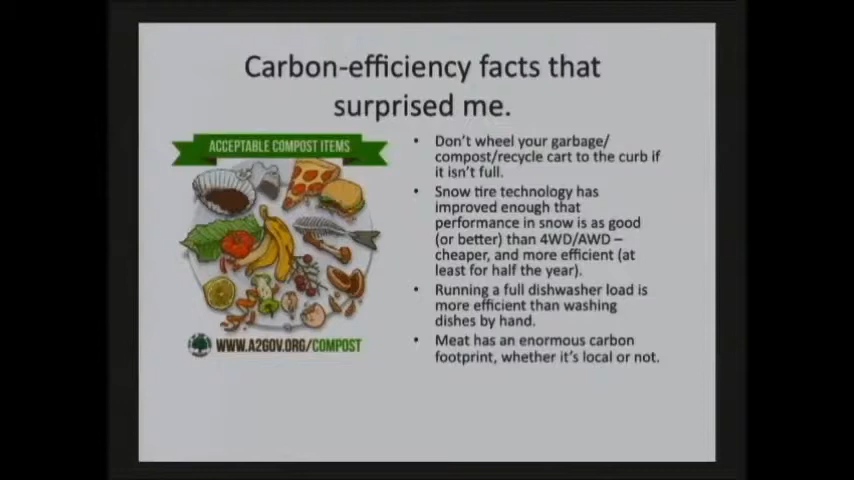 Carbon-efficiency facts that
surprised me.
ACCEPTABLE COMPOST ITEMS
WWW.A2GOV.ORG/COMPOST
• Don't wheel your garbage/
compost/recycle cart to the curb if
it isn't full.
• Snow tire technology has
improved enough that
performance in snow is as good
(or better) than 4WD/AWD –
cheaper, and more efficient (at
least for half the year).
• Running a full dishwasher load is
more efficient than washing
dishes by hand.
• Meat has an enormous carbon
footprint, whether it's local or not.